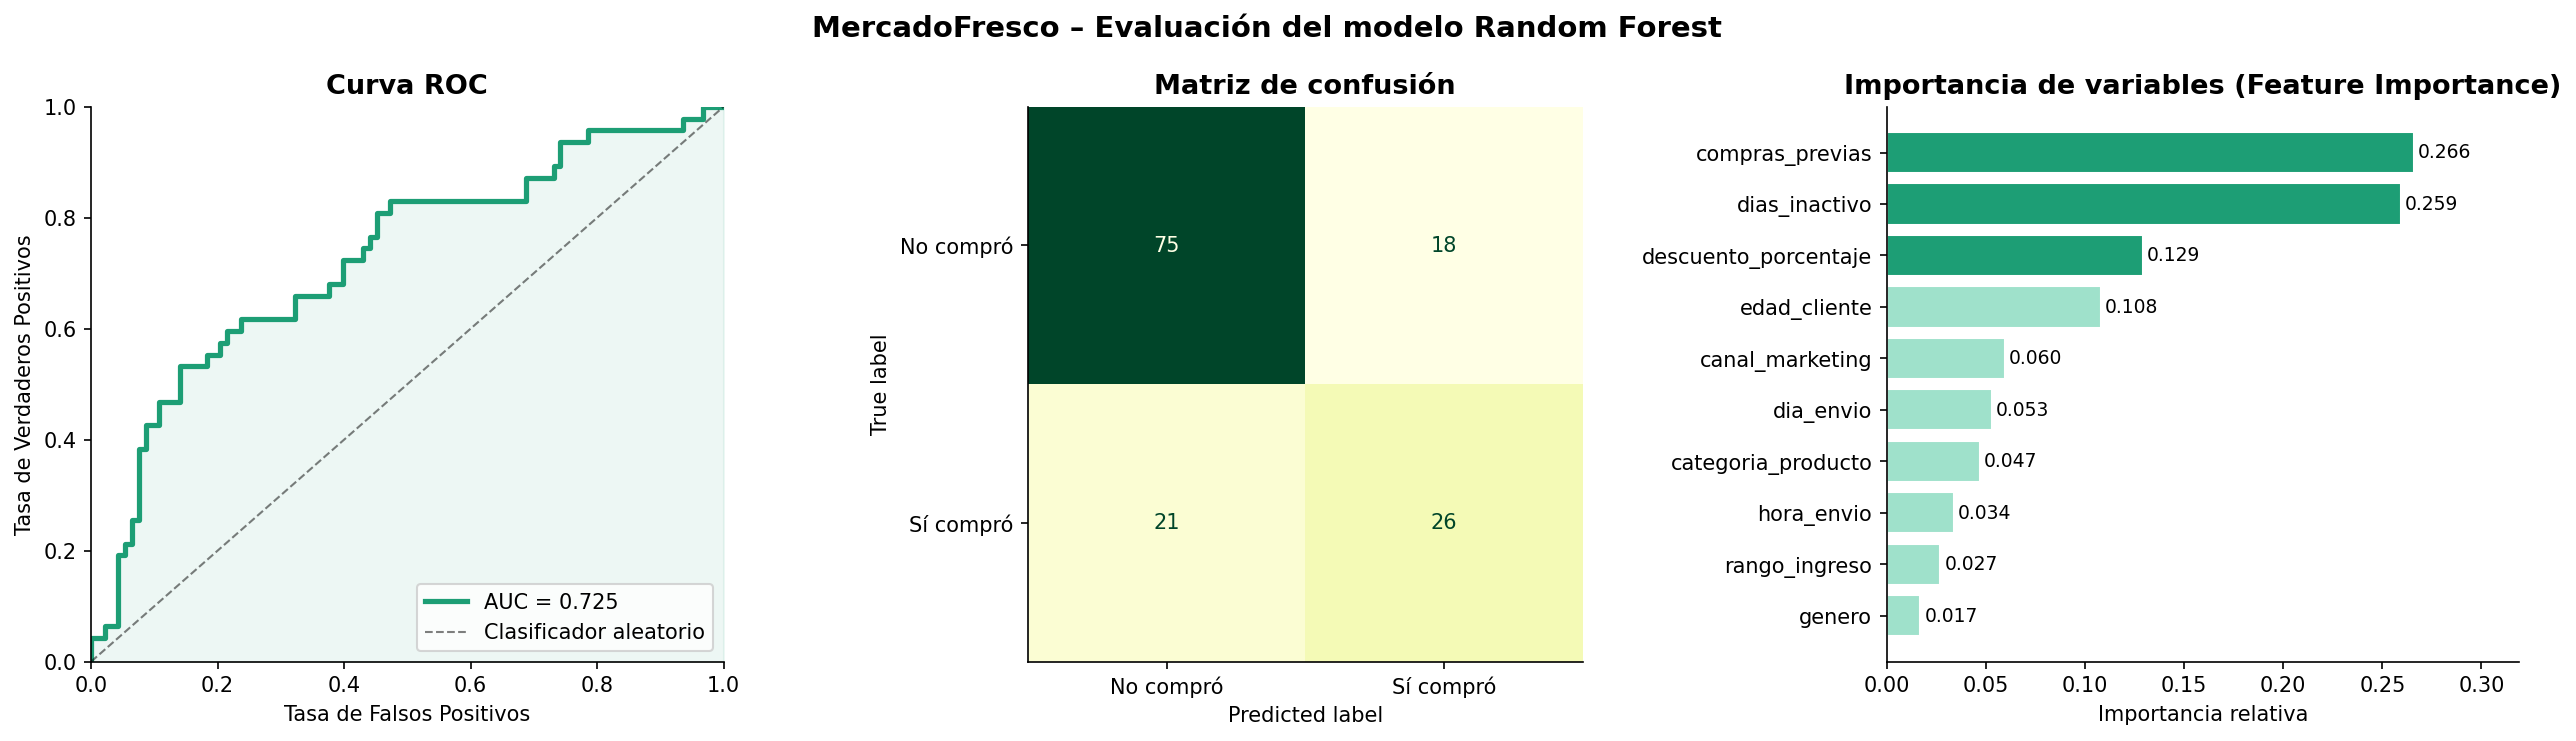 MercadoFresco – Evaluación del modelo Random Forest
Curva ROC
1.0
0.8
0.6
0.4
0.2
0.0
Tasa de Verdaderos Positivos
AUC = 0.725
Clasificador aleatorio
0.0 0.2 0.4 0.6 0.8 1.0
Tasa de Falsos Positivos
Matriz de confusión
True label
No compró 75 18
Sí compró 21 26
No compró Sí compró
Predicted label
Importancia de variables (Feature Importance)
compras_previas 0.266
dias_inactivo 0.259
descuento_porcentaje 0.129
edad_cliente 0.108
canal_marketing 0.060
dia_envio 0.053
categoria_producto 0.047
hora_envio 0.034
rango_ingreso 0.027
genero 0.017
0.00 0.05 0.10 0.15 0.20 0.25 0.30
Importancia relativa